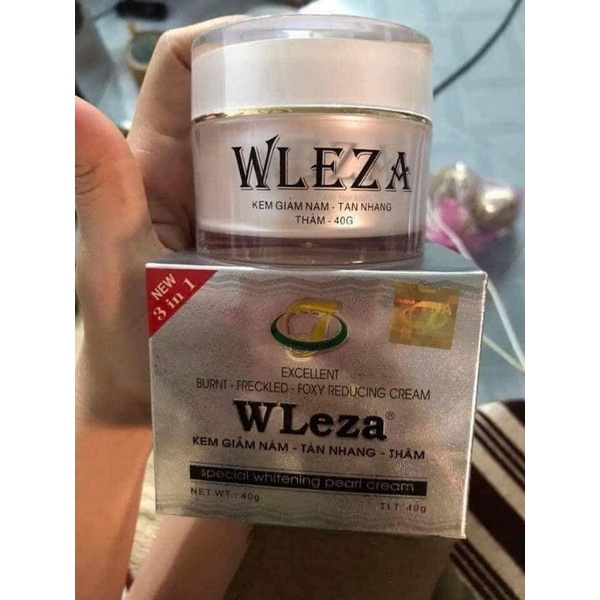 WLEZA
KEM GIẢM NÁM - TÀN NHANG
THÂM - 40G
NEW
3 in 1
EXCELLENT
BURNT - FRECKLED - FOXY REDUCING CREAM
WLeza®
KEM GIẢM NÁM - TÀN NHANG - THÂM
special whitening pearl cream
NET WT : 40g
TLT: 40g